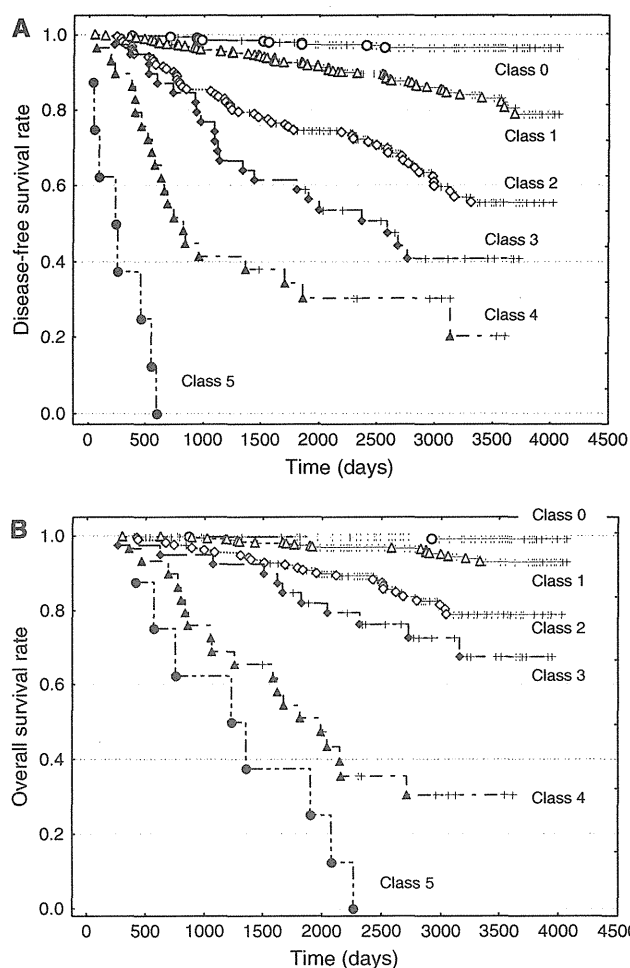 A
Disease-free survival rate
1.0
0.8
0.6
0.4
0.2
0.0
Class 0
Class 1
Class 2
Class 3
Class 4
Class 5
0 500 1000 1500 2000 2500 3000 3500 4000 4500
Time (days)
B
Overall survival rate
1.0
0.8
0.6
0.4
0.2
0.0
Class 0
Class 1
Class 2
Class 3
Class 4
Class 5
0 500 1000 1500 2000 2500 3000 3500 4000
Time (days)